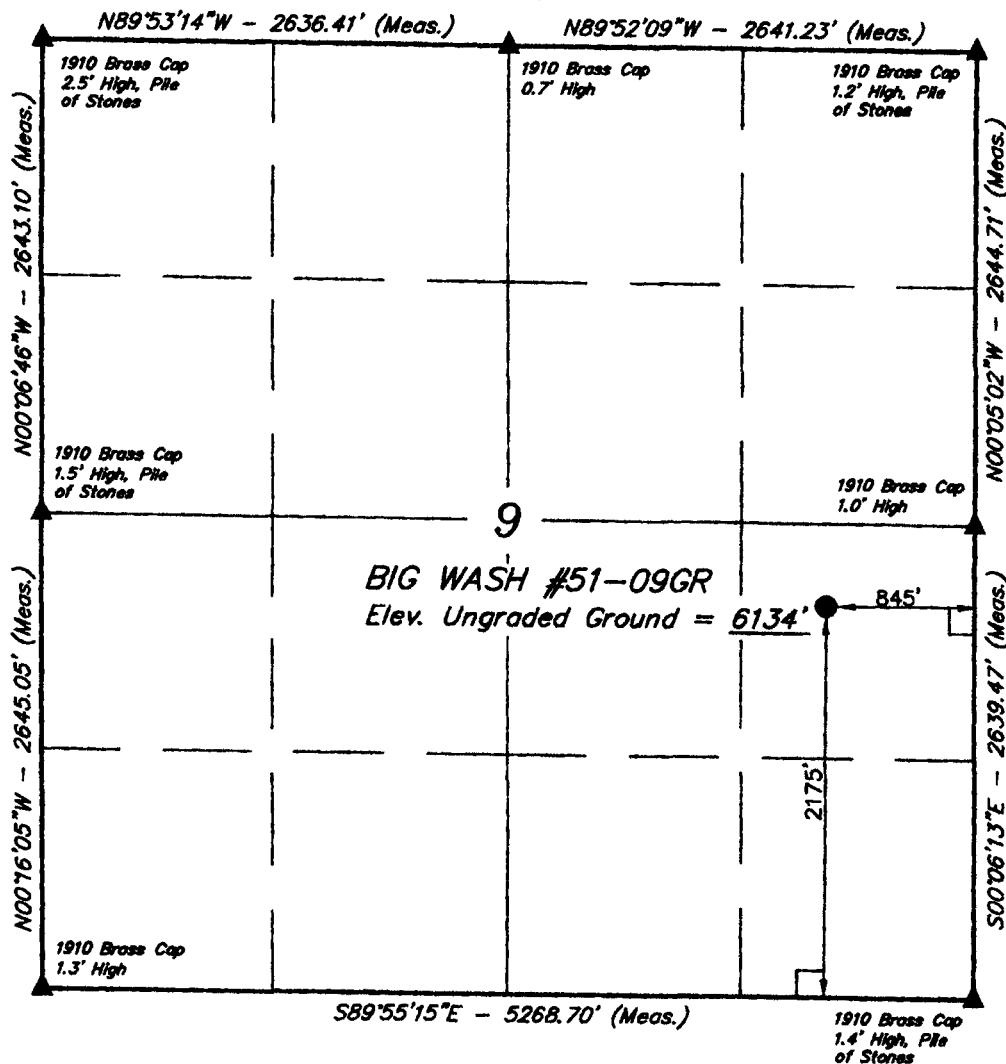 N89°53'14"W - 2636.41' (Meas.)
N89°52'09"W - 2641.23' (Meas.)
1910 Brass Cap
2.5' High, Pile
of Stones
1910 Brass Cap
0.7' High
1910 Brass Cap
1.2' High, Pile
of Stones
N00°06'46"W - 2643.10' (Meas.)
N00°05'02"W - 2644.71' (Meas.)
1910 Brass Cap
1.5' High, Pile
of Stones
1910 Brass Cap
1.0' High
9
BIG WASH #51-09GR
Elev. Ungraded Ground = 6134'
845'
2175'
N00°16'05"W - 2645.05' (Meas.)
S00°06'13"E - 2639.47' (Meas.)
1910 Brass Cap
1.3' High
S89°55'15"E - 5268.70' (Meas.)
1910 Brass Cap
1.4' High, Pile
of Stones